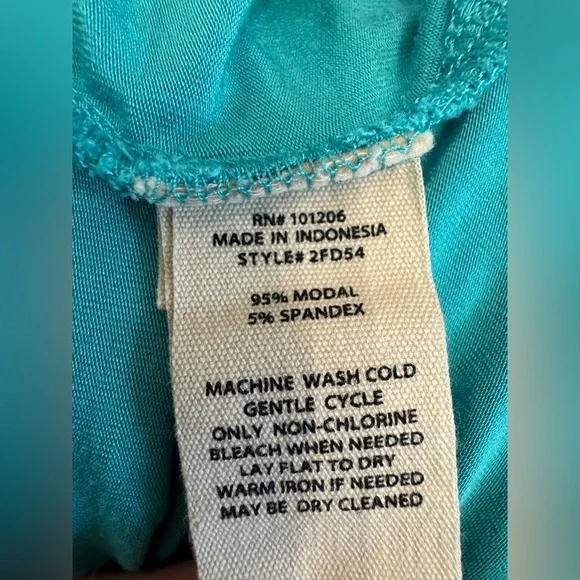 RN# 101206
MADE IN INDONESIA
STYLE# 2FD54
95% MODAL
5% SPANDEX
MACHINE WASH COLD
GENTLE CYCLE
ONLY NON-CHLORINE
BLEACH WHEN NEEDED
LAY FLAT TO DRY
WARM IRON IF NEEDED
MAY BE DRY CLEANED